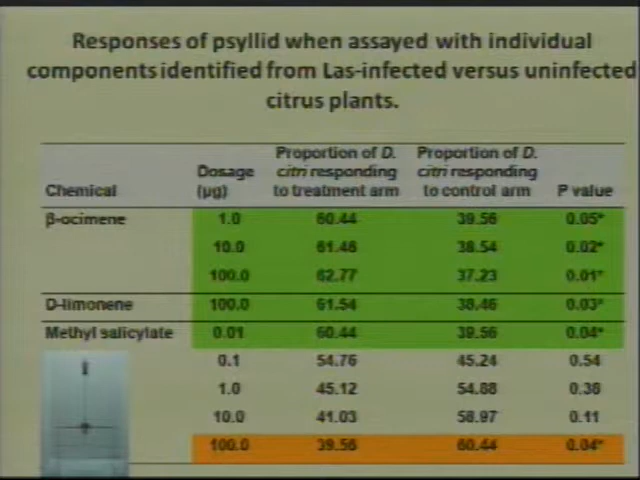 Responses of psyllid when assayed with individual
components identified from Las-infected versus uninfected
citrus plants.
Chemical Dosage (µg) Proportion of D. citri responding to treatment arm Proportion of D. citri responding to control arm P value
β-ocimene 1.0 60.44 39.56 0.05*
10.0 61.46 38.54 0.02*
100.0 62.77 37.23 0.01*
D-limonene 100.0 61.54 38.46 0.03*
Methyl salicylate 0.01 60.44 39.56 0.04*
0.1 54.76 45.24 0.54
1.0 45.12 54.88 0.38
10.0 41.03 58.97 0.11
100.0 39.56 60.44 0.04*